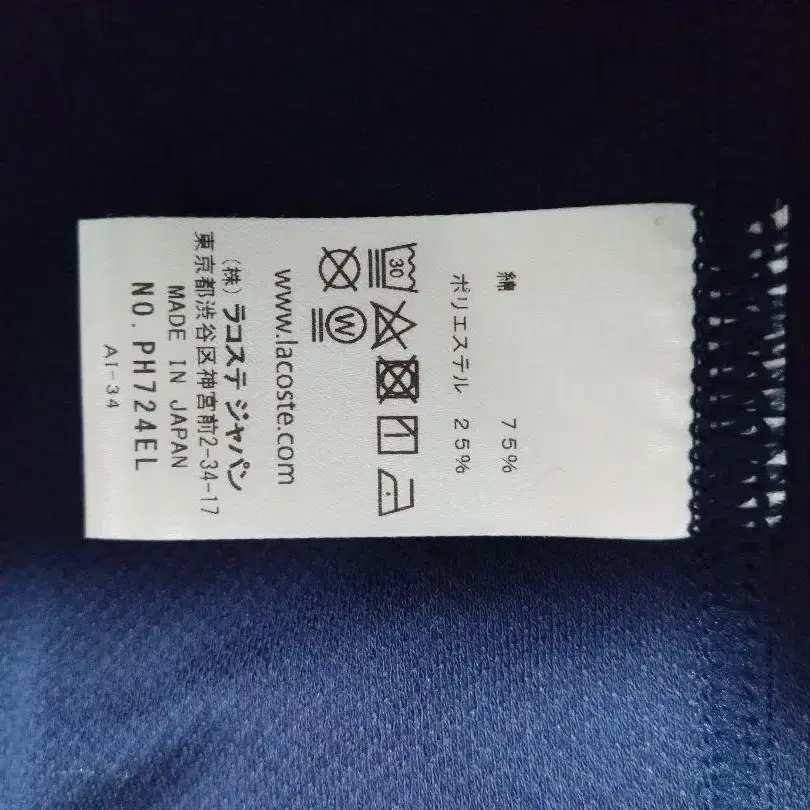 綿 75%
ポリエステル 25%
30
W
www.lacoste.com
(株) ラコステ ジャパン
東京都渋谷区神宮前2-34-17
MADE IN JAPAN
NO. PH724EL
AI-34